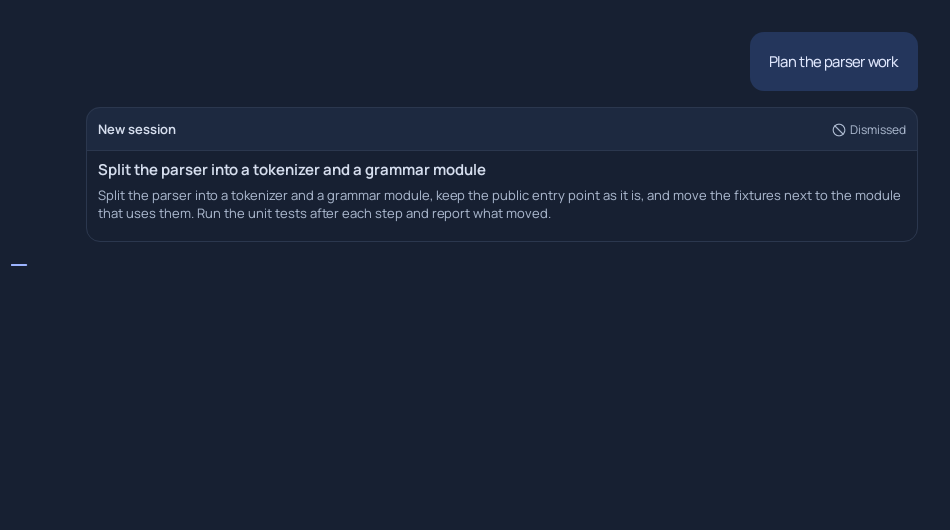 Plan the parser work
New session
Dismissed
Split the parser into a tokenizer and a grammar module
Split the parser into a tokenizer and a grammar module, keep the public entry point as it is, and move the fixtures next to the module
that uses them. Run the unit tests after each step and report what moved.